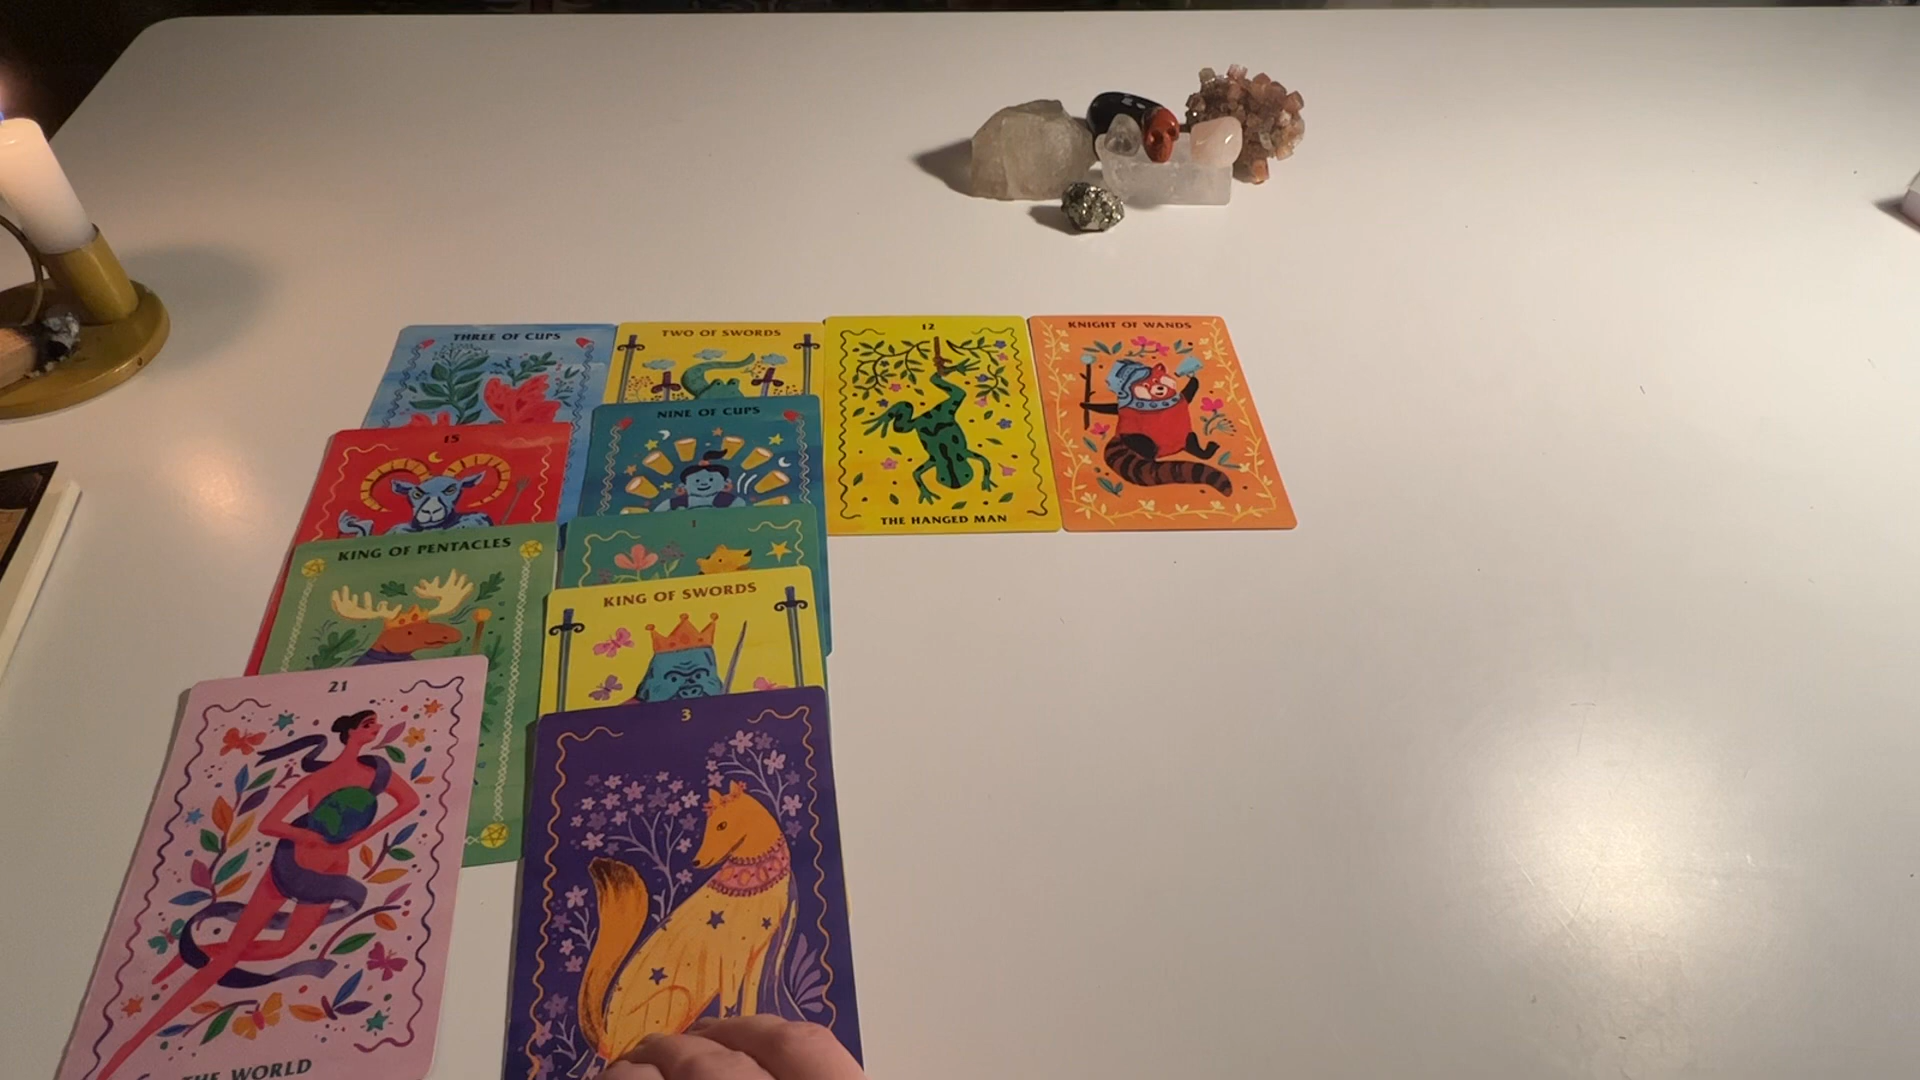 THREE OF CUPS
TWO OF SWORDS
12
THE HANGED MAN
KNIGHT OF WANDS
15
NINE OF CUPS
KING OF PENTACLES
1
KING OF SWORDS
21
THE WORLD
3